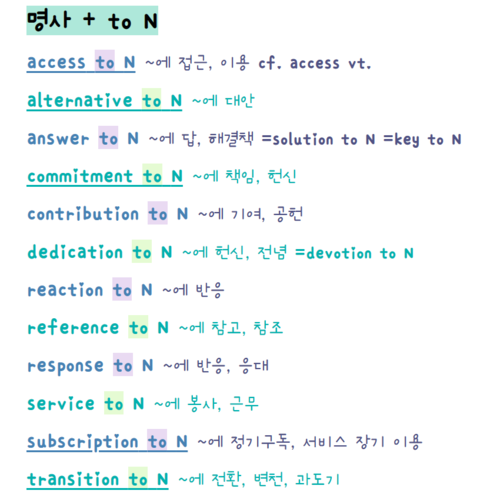 명사 + to N
access to N ~에 접근, 이용 cf. access vt.
alternative to N ~에 대안
answer to N ~에 답, 해결책 =solution to N =key to N
commitment to N ~에 책임, 헌신
contribution to N ~에 기여, 공헌
dedication to N ~에 헌신, 전념 =devotion to N
reaction to N ~에 반응
reference to N ~에 참고, 참조
response to N ~에 반응, 응대
service to N ~에 봉사, 근무
subscription to N ~에 정기구독, 서비스 장기 이용
transition to N ~에 전환, 변천, 과도기